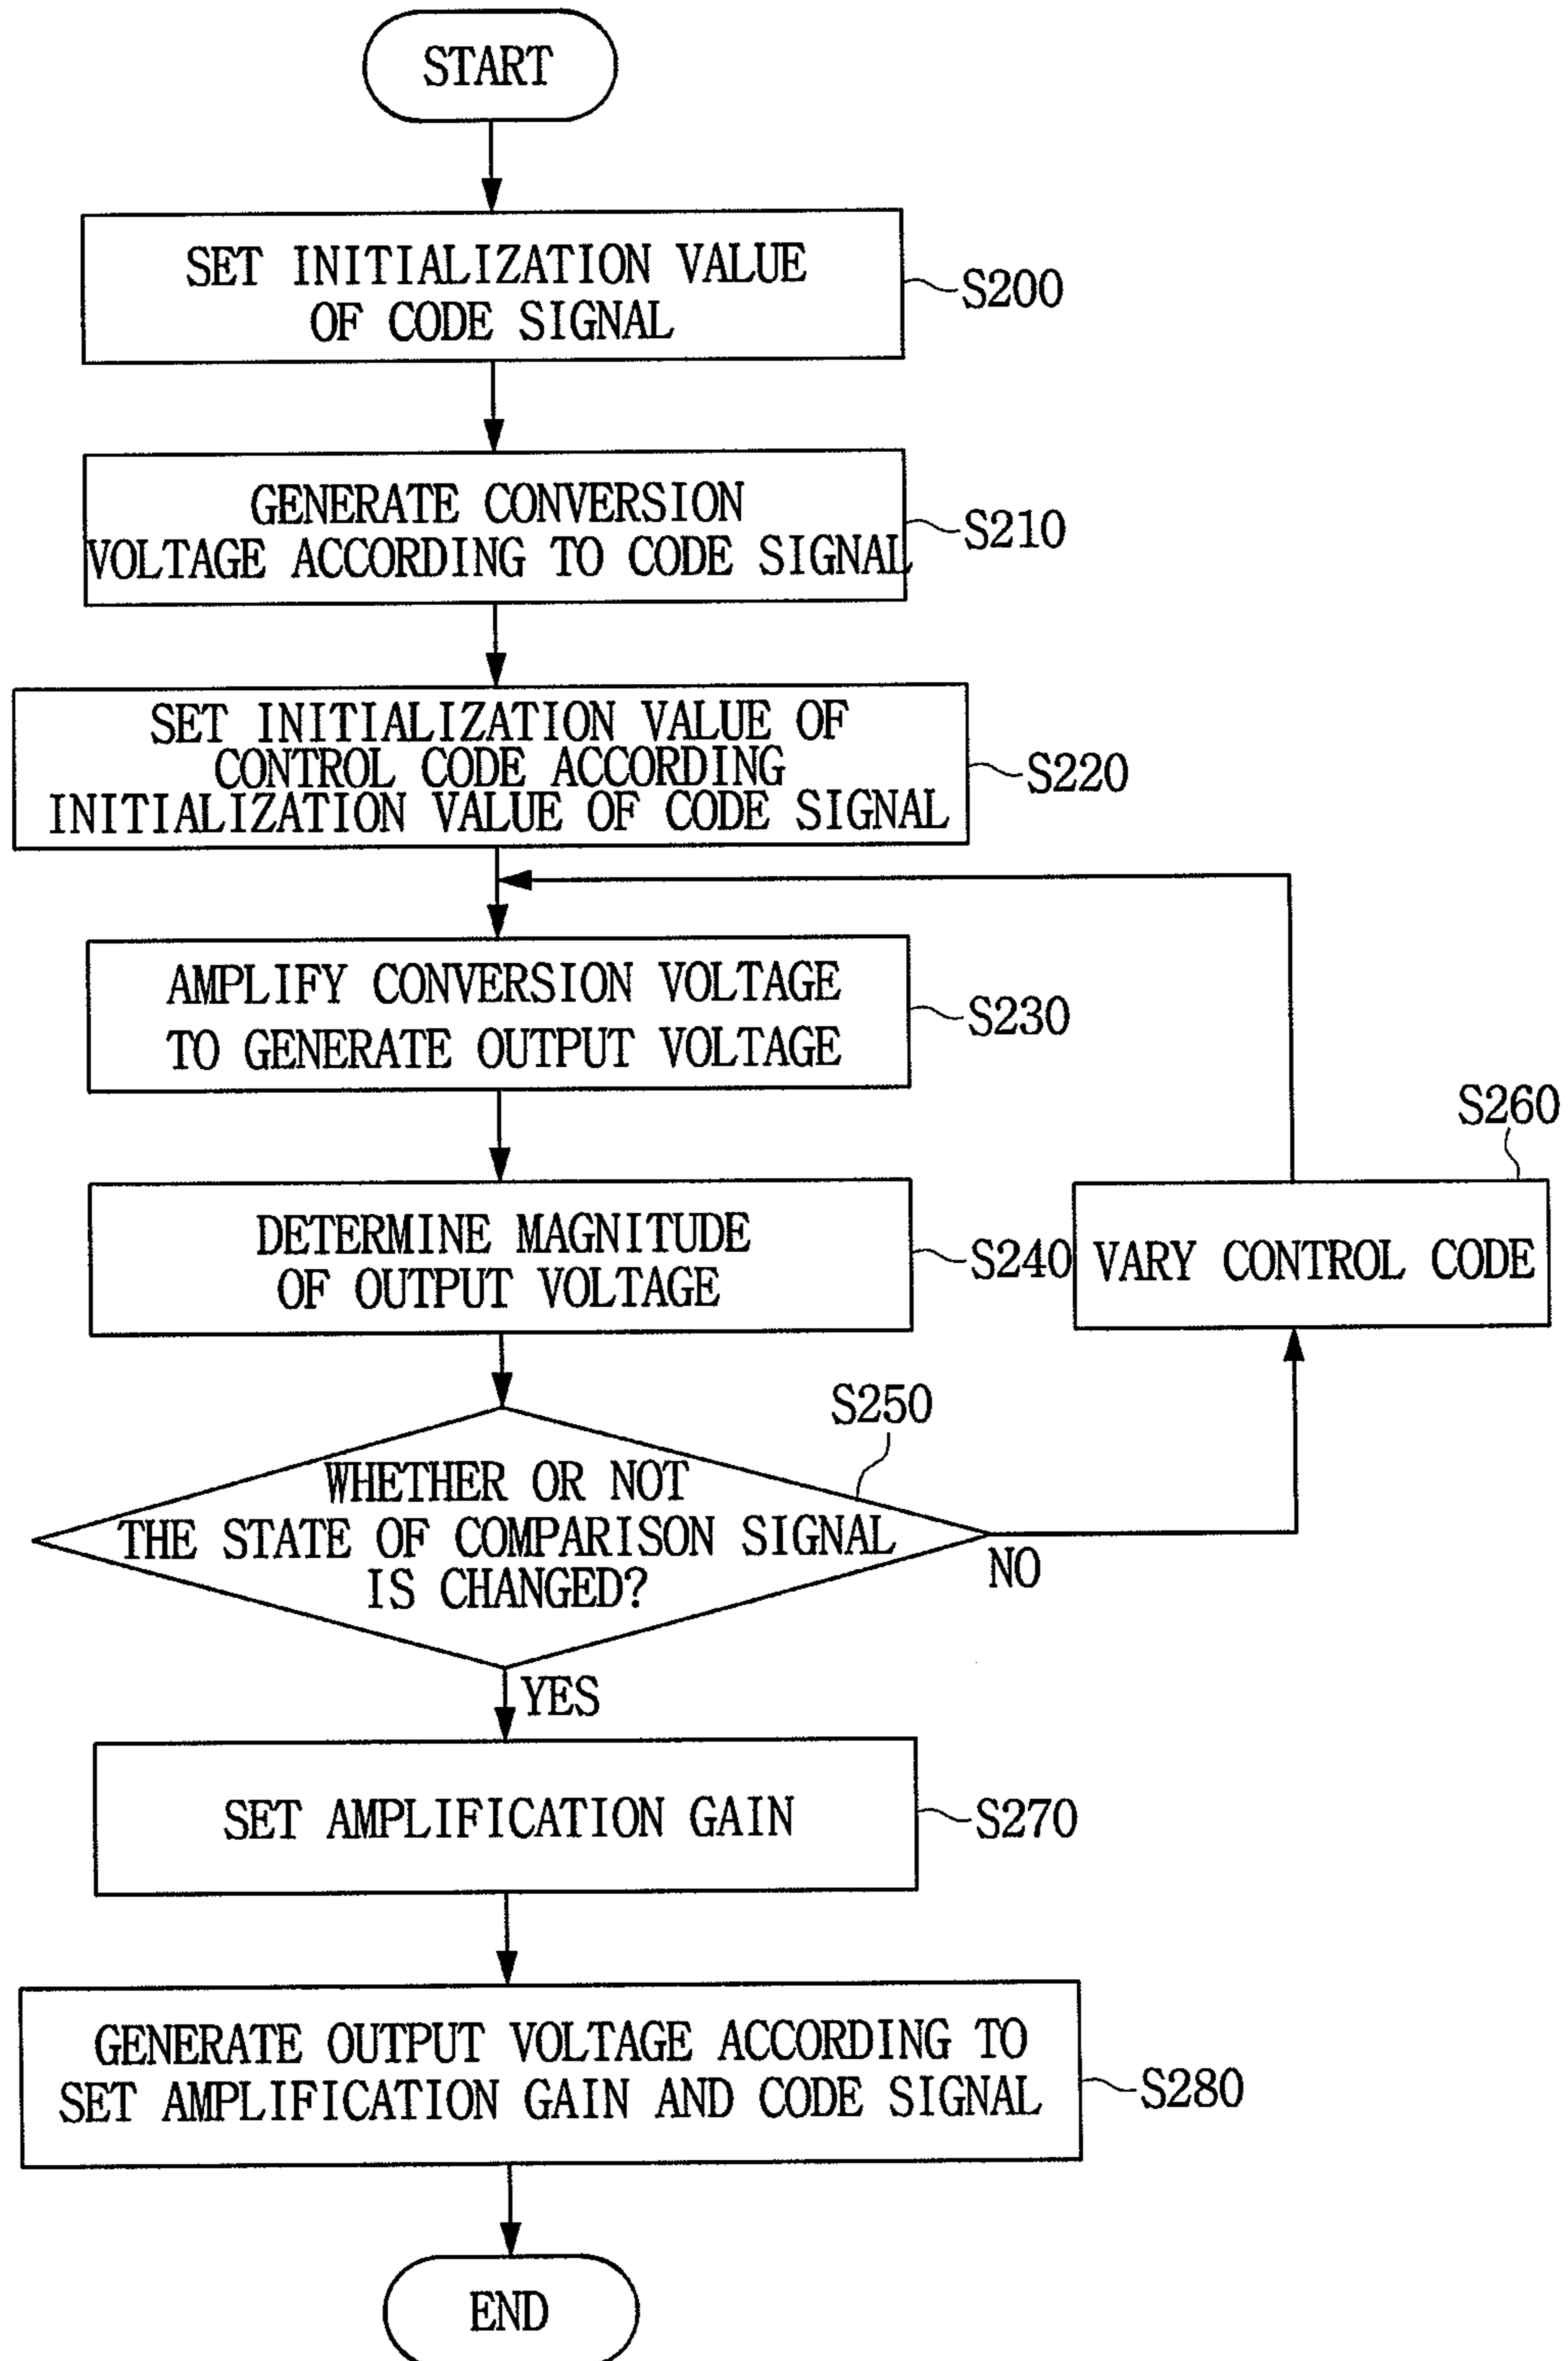 START
SET INITIALIZATION VALUE
OF CODE SIGNAL
S200
GENERATE CONVERSION
VOLTAGE ACCORDING TO CODE SIGNAL
S210
SET INITIALIZATION VALUE OF
CONTROL CODE ACCORDING
INITIALIZATION VALUE OF CODE SIGNAL
S220
AMPLIFY CONVERSION VOLTAGE
TO GENERATE OUTPUT VOLTAGE
S230
DETERMINE MAGNITUDE
OF OUTPUT VOLTAGE
S240
S260
VARY CONTROL CODE
S250
WHETHER OR NOT
THE STATE OF COMPARISON SIGNAL
IS CHANGED?
NO
YES
SET AMPLIFICATION GAIN
S270
GENERATE OUTPUT VOLTAGE ACCORDING TO
SET AMPLIFICATION GAIN AND CODE SIGNAL
S280
END